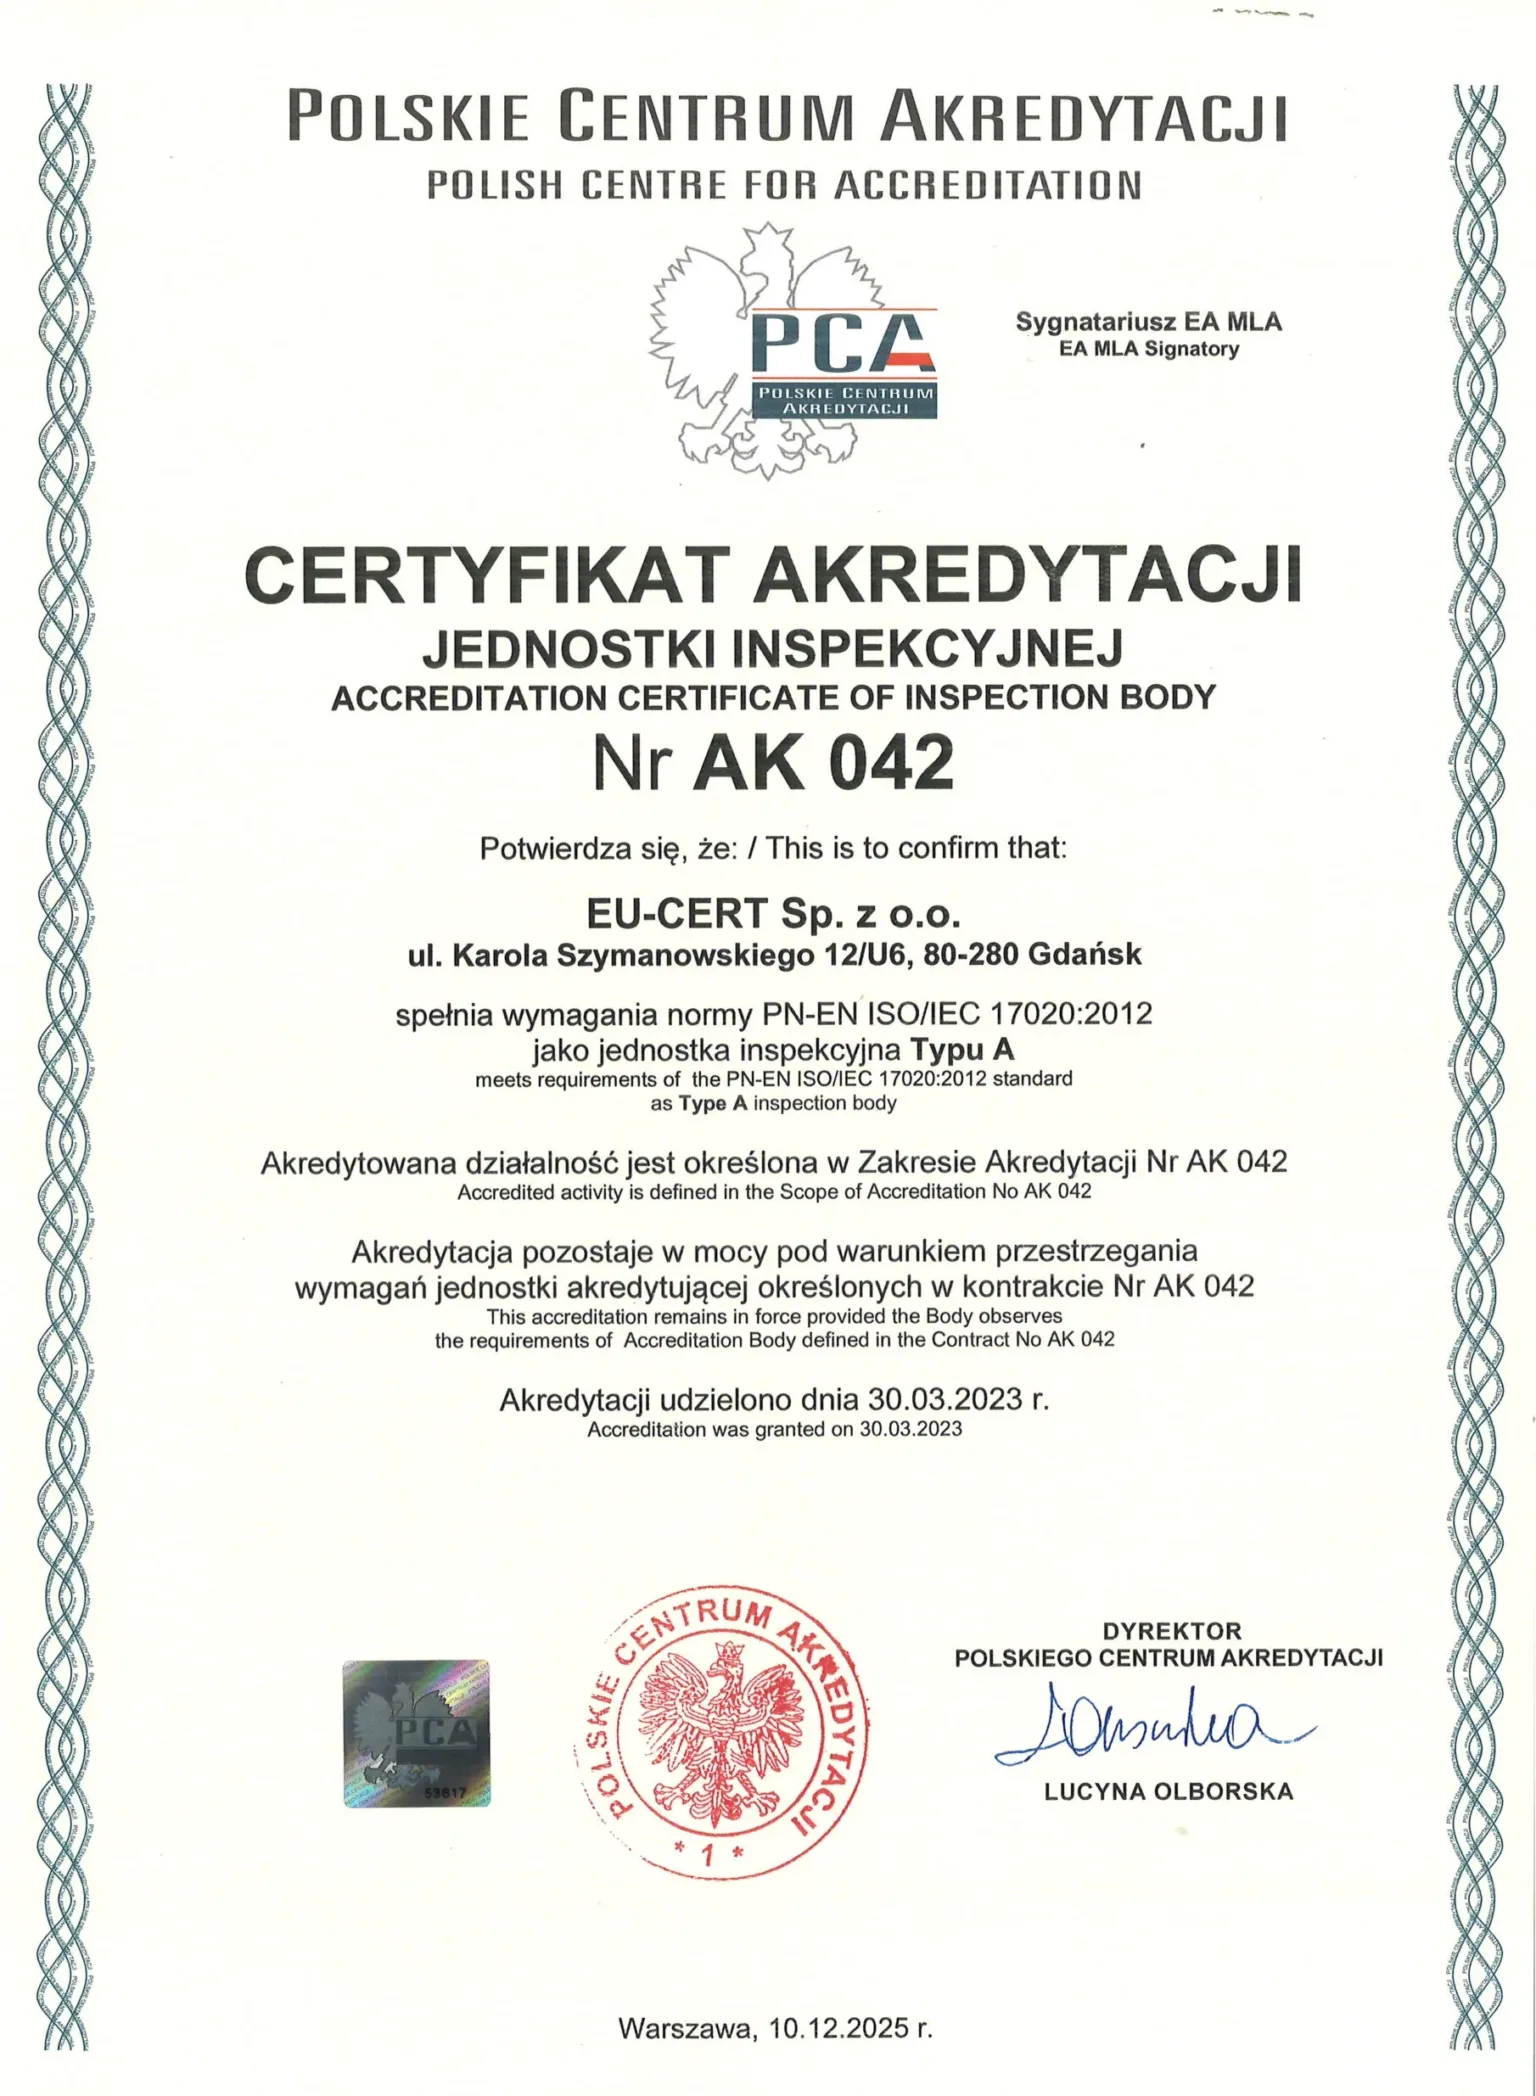 POLSKIE CENTRUM AKREDYTACJI
POLISH CENTRE FOR ACCREDITATION
PCA
POLSKIE CENTRUM
AKREDYTACJI
Sygnatariusz EA MLA
EA MLA Signatory
CERTYFIKAT AKREDYTACJI
JEDNOSTKI INSPEKCYJNEJ
ACCREDITATION CERTIFICATE OF INSPECTION BODY
Nr AK 042
Potwierdza się, że: / This is to confirm that:
EU-CERT Sp. z o.o.
ul. Karola Szymanowskiego 12/U6, 80-280 Gdańsk
spełnia wymagania normy PN-EN ISO/IEC 17020:2012
jako jednostka inspekcyjna Typu A
meets requirements of the PN-EN ISO/IEC 17020:2012 standard
as Type A inspection body
Akredytowana działalność jest określona w Zakresie Akredytacji Nr AK 042
Accredited activity is defined in the Scope of Accreditation No AK 042
Akredytacja pozostaje w mocy pod warunkiem przestrzegania
wymagań jednostki akredytującej określonych w kontrakcie Nr AK 042
This accreditation remains in force provided the Body observes
the requirements of Accreditation Body defined in the Contract No AK 042
Akredytacji udzielono dnia 30.03.2023 r.
Accreditation was granted on 30.03.2023
PCA
53617
POLSKIE CENTRUM AKREDYTACJI
* 1 *
DYREKTOR
POLSKIEGO CENTRUM AKREDYTACJI
LUCYNA OLBORSKA
Warszawa, 10.12.2025 r.